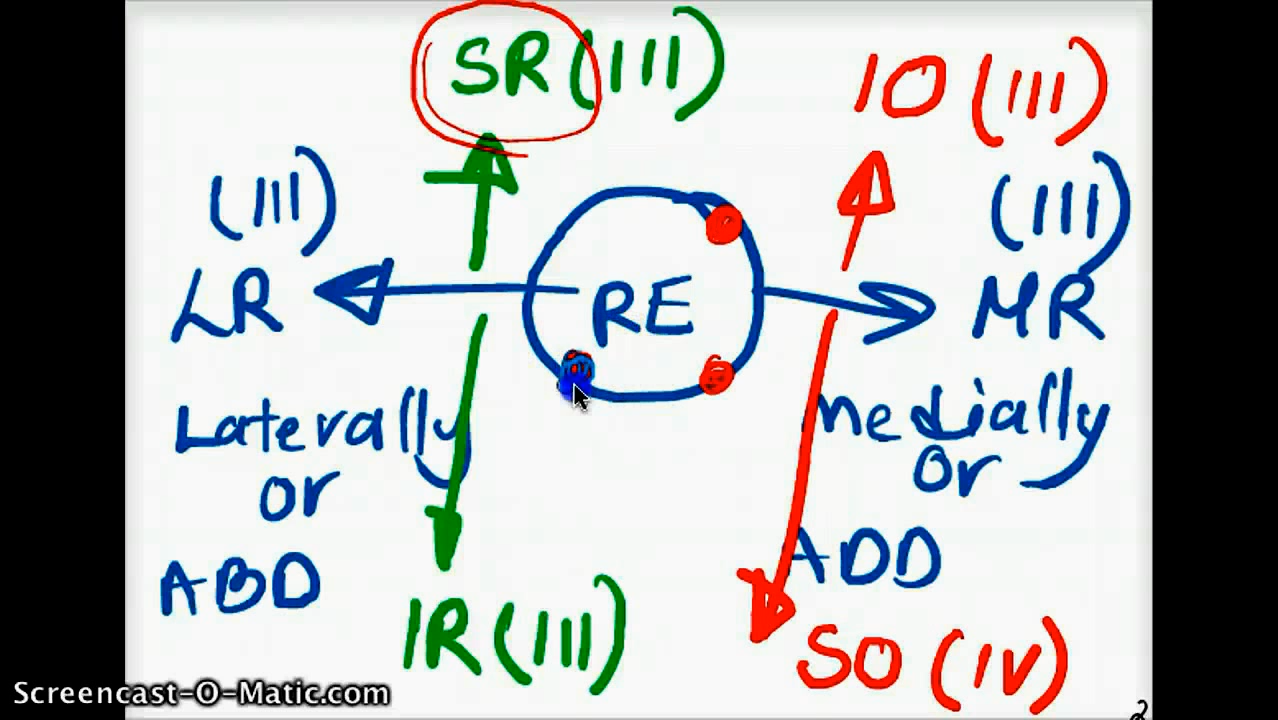 SR (III)
IO (III)
(III)
(III)
LR
RE
MR
Laterally
or
ABD
medially
or
ADD
IR (III)
SO (IV)
Screencast-O-Matic.com
2